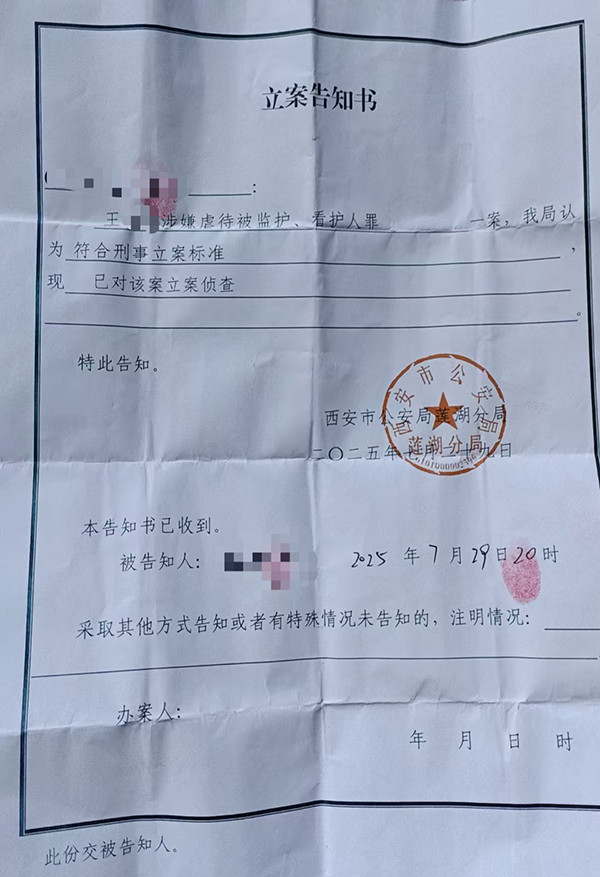 立案告知书
：
王 涉嫌虐待被监护、看护人罪 一案，我局认
为 符合刑事立案标准 ，
现 已对该案立案侦查
。
特此告知。
西安市公安局莲湖分局
二〇二五年七月二十九日
西安市公安局
莲湖分局
本告知书已收到。
被告知人： 2025 年 7 月 29 日 20 时
采取其他方式告知或者有特殊情况未告知的，注明情况：
办案人：
年 月 日 时
此份交被告知人。